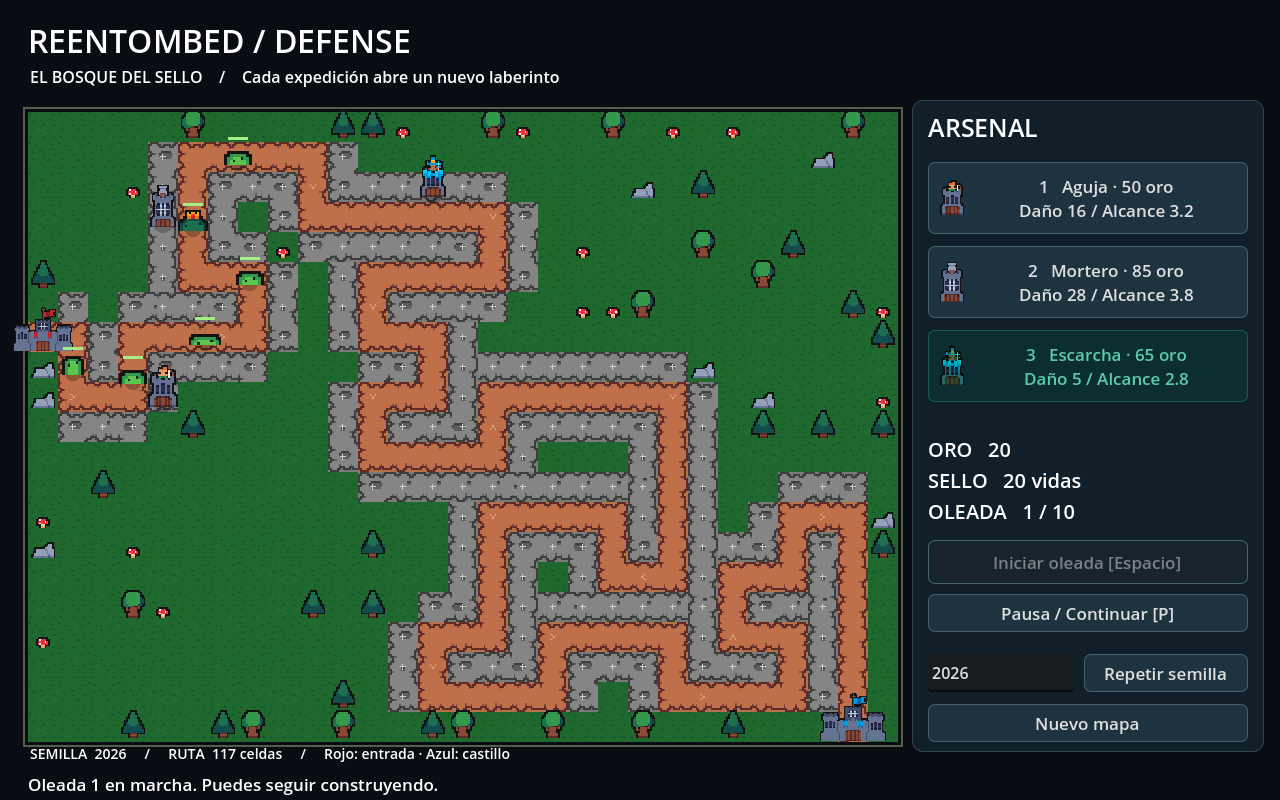 REENTOMBED / DEFENSE
EL BOSQUE DEL SELLO / Cada expedición abre un nuevo laberinto
ARSENAL
1 Aguja · 50 oro
Daño 16 / Alcance 3.2
2 Mortero · 85 oro
Daño 28 / Alcance 3.8
3 Escarcha · 65 oro
Daño 5 / Alcance 2.8
ORO 20
SELLO 20 vidas
OLEADA 1 / 10
Iniciar oleada [Espacio]
Pausa / Continuar [P]
2026
Repetir semilla
Nuevo mapa
SEMILLA 2026 / RUTA 117 celdas / Rojo: entrada · Azul: castillo
Oleada 1 en marcha. Puedes seguir construyendo.